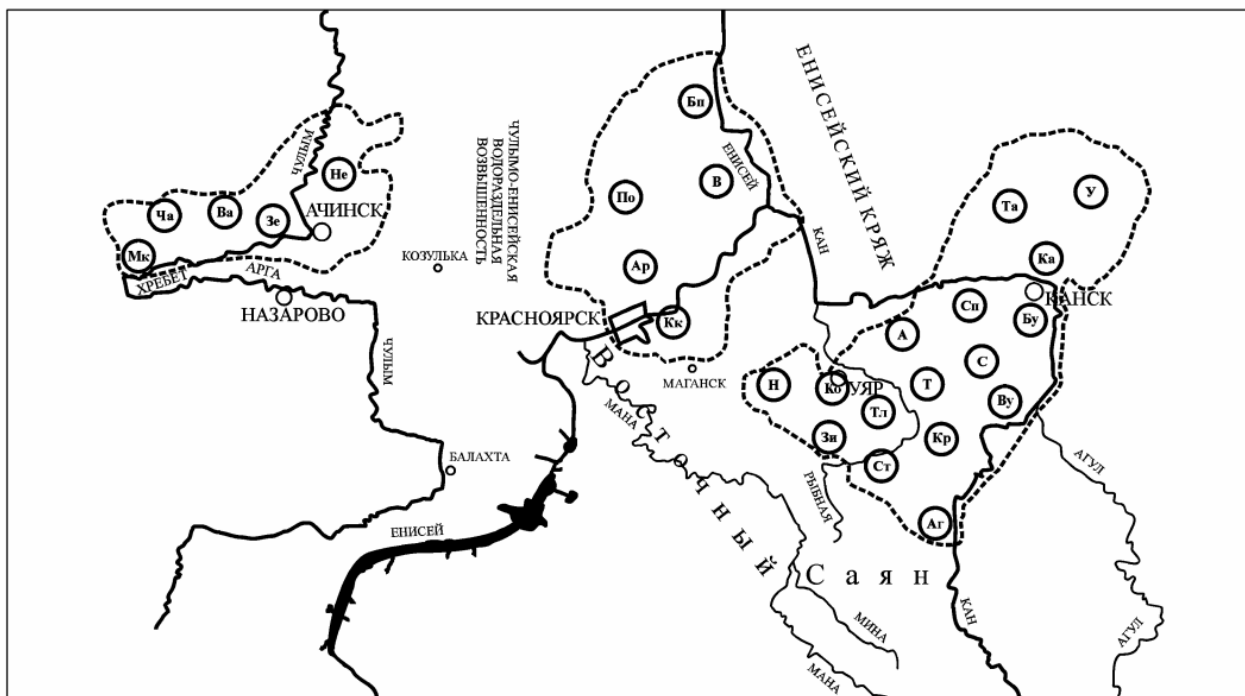 ЧУЛЫМ
Не
Ча
Ва
Зе
АЧИНСК
Мк
ХРЕБЕТ
АРГА
НАЗАРОВО
ЧУЛЫМ
БАЛАХТА
ЕНИСЕЙ
КОЗУЛЬКА
ЧУЛЫМО-ЕНИСЕЙСКАЯ
ВОДОРАЗДЕЛЬНАЯ
ВОЗВЫШЕННОСТЬ
Бп
ЕНИСЕЙ
В
По
Ар
КРАСНОЯРСК
Кк
МАГАНСК
МАНА
ВОСТОЧНЫЙ
Саян
МИНА
МАНА
ЕНИСЕЙСКИЙ КРЯЖ
КАН
Та
У
Ка
КАНСК
Сп
Бу
А
С
Н
Ко
УЯР
Т
Ву
Тл
Зи
Кр
Ст
РЫБНАЯ
Аг
КАН
АГУЛ
АГУЛ